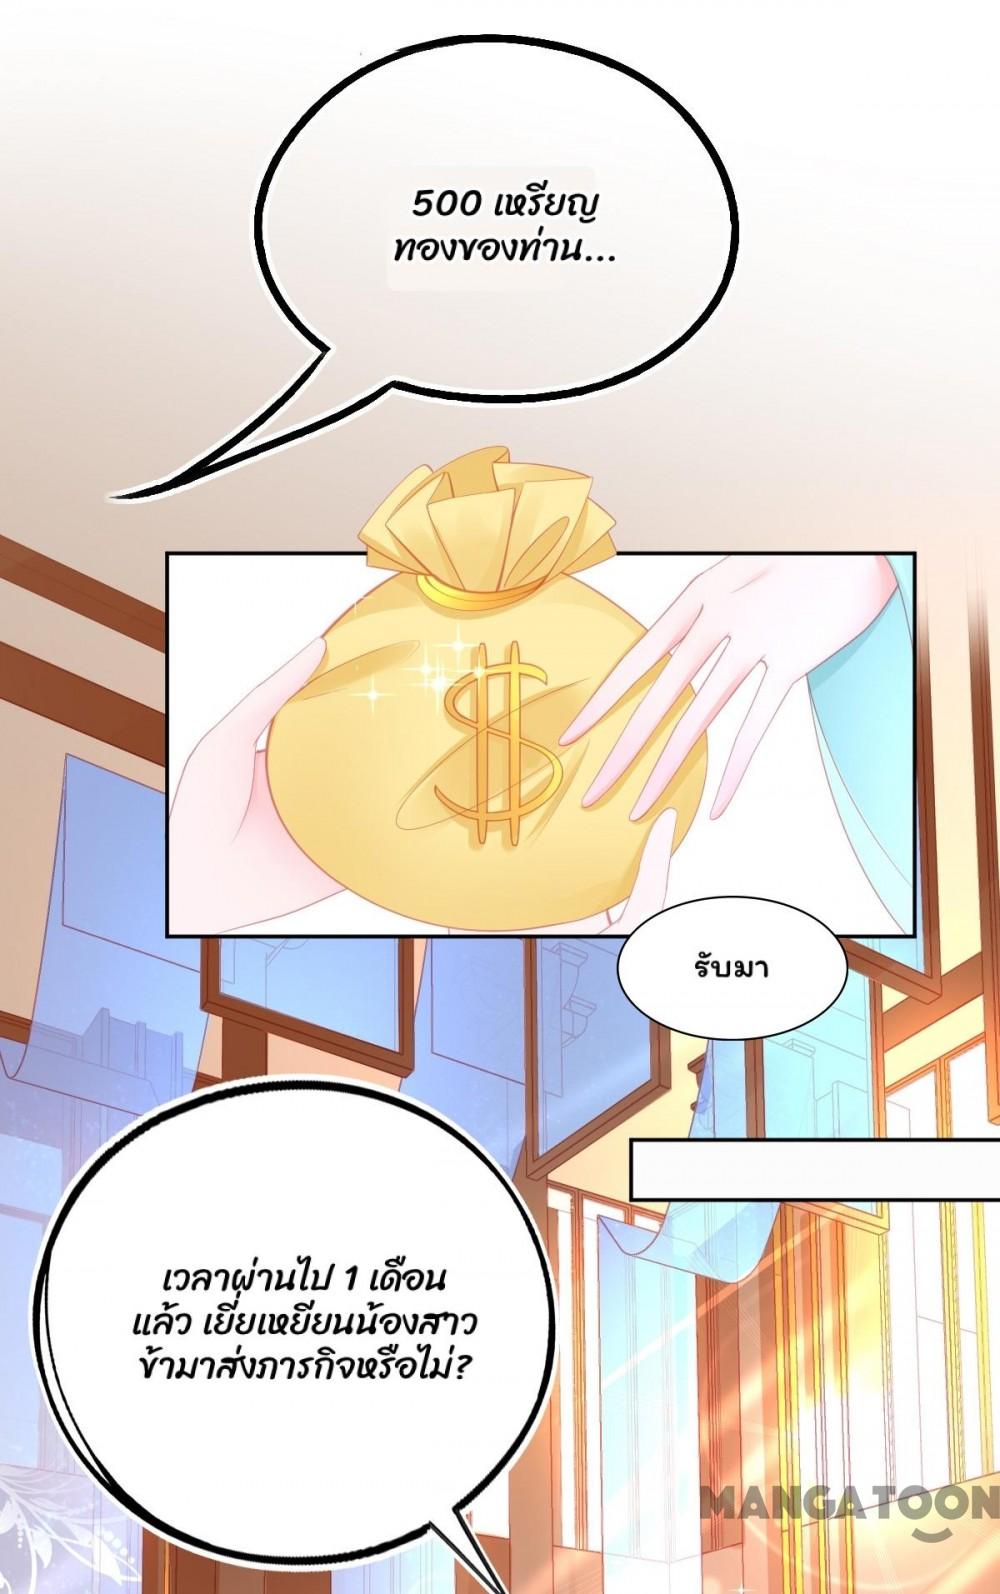 500 เหรียญ
ทองของท่าน...
รับมา
เวลาผ่านไป 1 เดือน
แล้ว เยี่ยเหยียนน้องสาว
ข้ามาส่งภารกิจหรือไม่?
MANGATOON